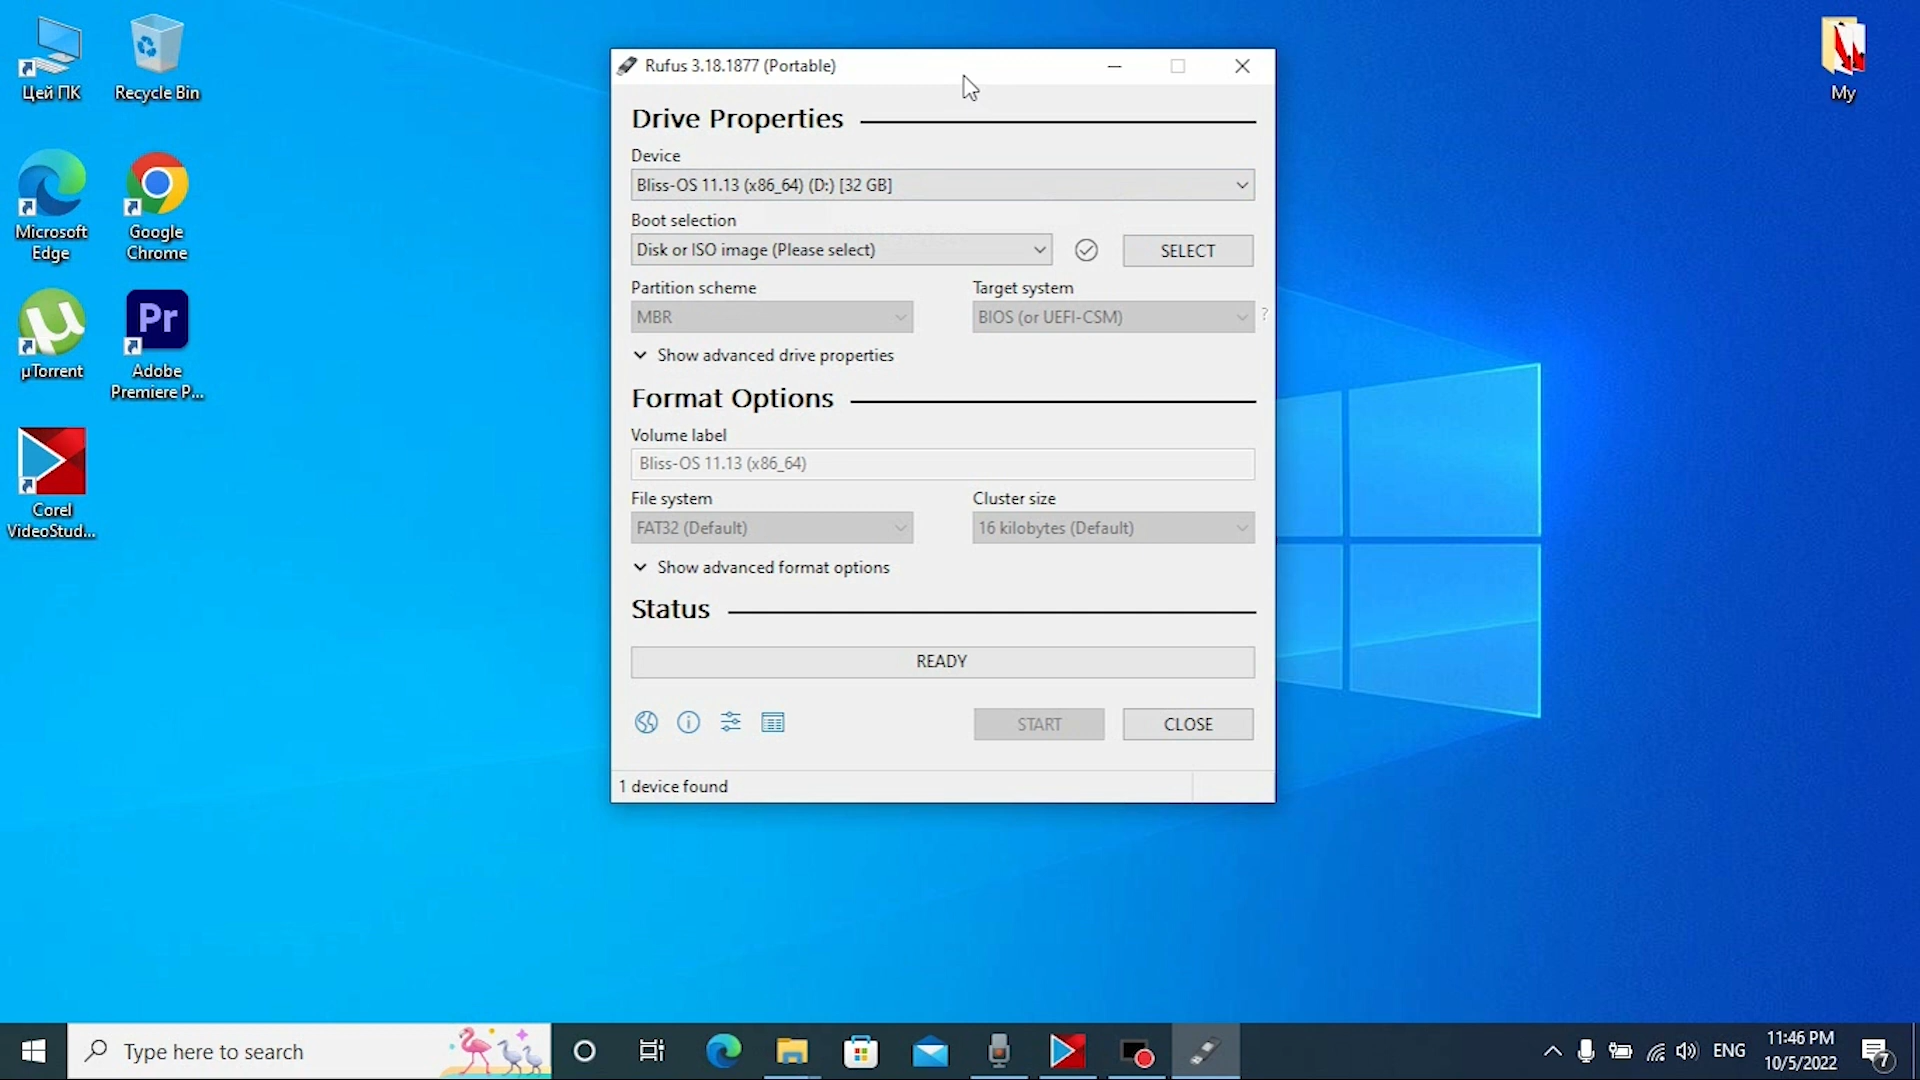 Цей ПК
Recycle Bin
Microsoft
Edge
Google
Chrome
µTorrent
Pr
Adobe
Premiere P...
Corel
VideoStud...
My
Rufus 3.18.1877 (Portable)
Drive Properties
Device
Bliss-OS 11.13 (x86_64) (D:) [32 GB]
Boot selection
Disk or ISO image (Please select)
SELECT
Partition scheme
Target system
MBR
BIOS (or UEFI-CSM)
?
Show advanced drive properties
Format Options
Volume label
Bliss-OS 11.13 (x86_64)
File system
Cluster size
FAT32 (Default)
16 kilobytes (Default)
Show advanced format options
Status
READY
START
CLOSE
1 device found
Type here to search
ENG
11:46 PM
10/5/2022
7